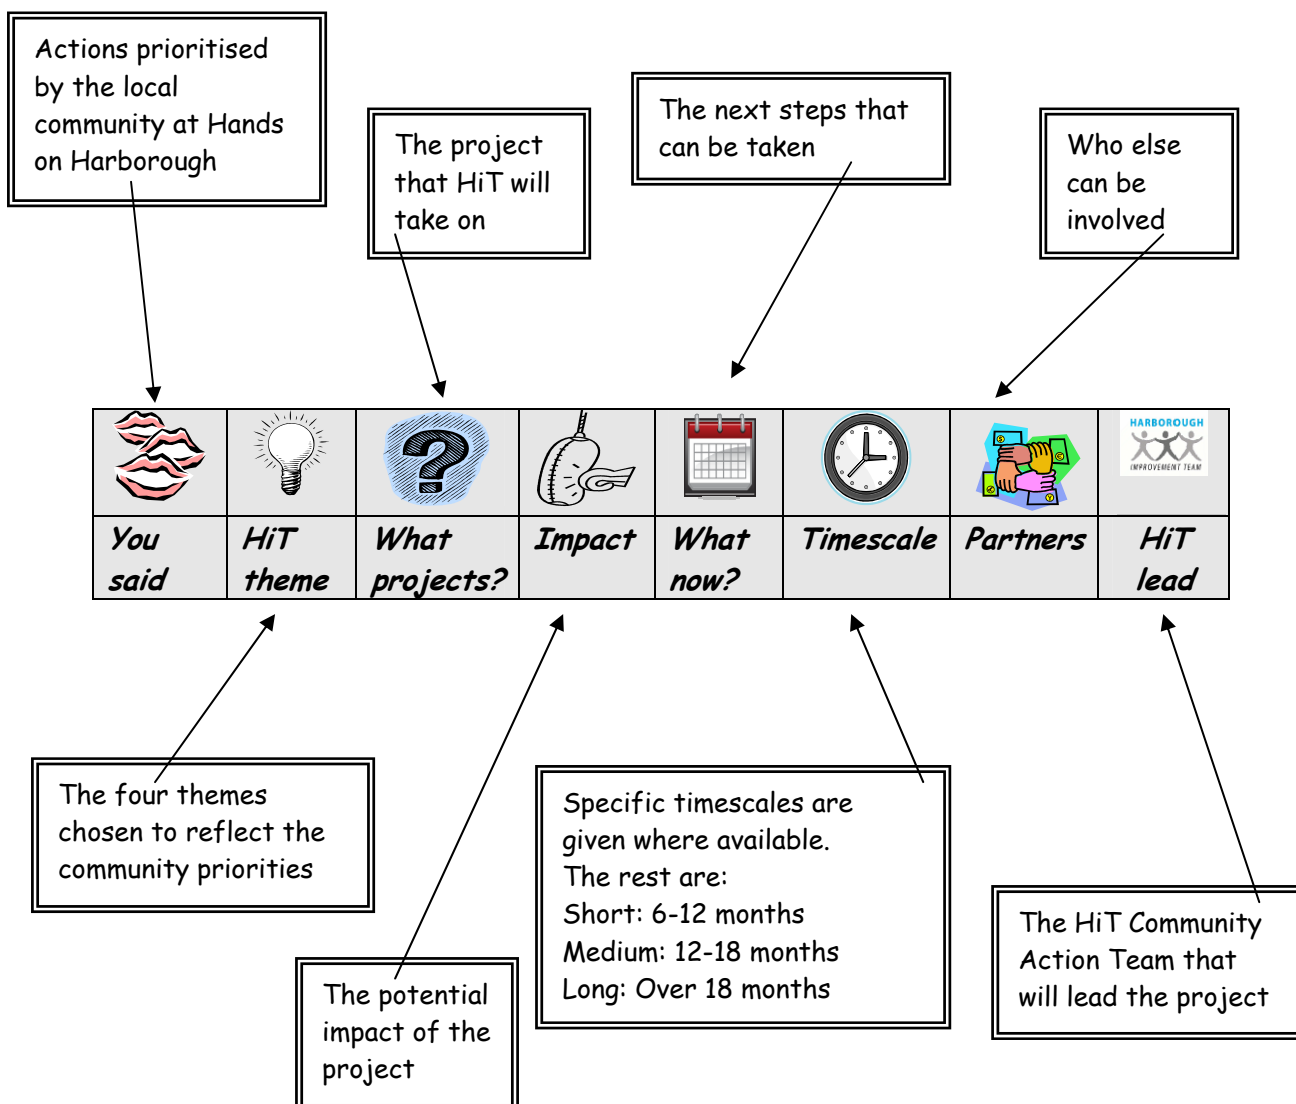 Actions prioritised
by the local
community at Hands
on Harborough
The project
that HiT will
take on
The next steps that
can be taken
Who else
can be
involved
HARBOROUGH
IMPROVEMENT TEAM
You
said
HiT
theme
What
projects?
Impact
What
now?
Timescale
Partners
HiT
lead
The four themes
chosen to reflect the
community priorities
The potential
impact of the
project
Specific timescales are
given where available.
The rest are:
Short: 6-12 months
Medium: 12-18 months
Long: Over 18 months
The HiT Community
Action Team that
will lead the project